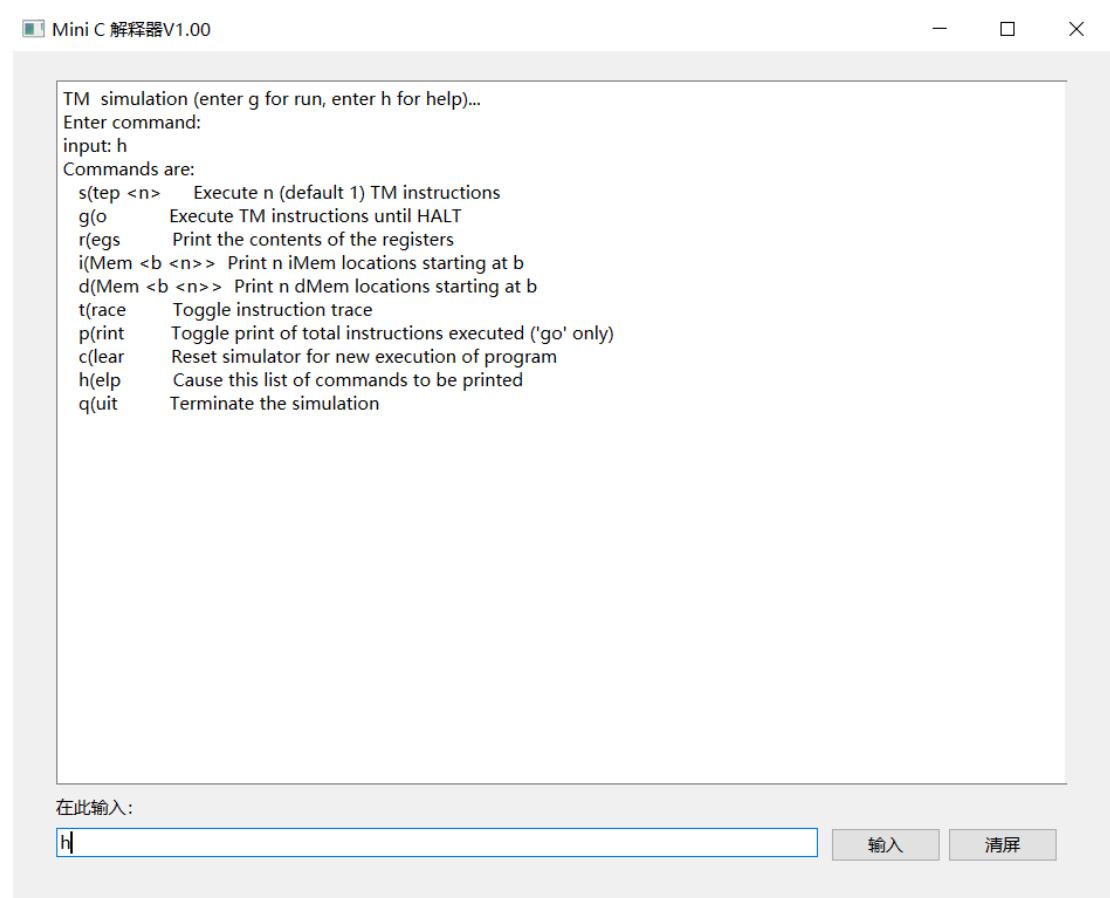 Mini C 解释器V1.00
TM  simulation (enter g for run, enter h for help)...
Enter command:
input: h
Commands are:
   s(tep <n>      Execute n (default 1) TM instructions
   g(o            Execute TM instructions until HALT
   r(egs          Print the contents of the registers
   i(Mem <b <n>>  Print n iMem locations starting at b
   d(Mem <b <n>>  Print n dMem locations starting at b
   t(race         Toggle instruction trace
   p(rint         Toggle print of total instructions executed ('go' only)
   c(lear         Reset simulator for new execution of program
   h(elp          Cause this list of commands to be printed
   q(uit          Terminate the simulation
在此输入:
h
输入
清屏